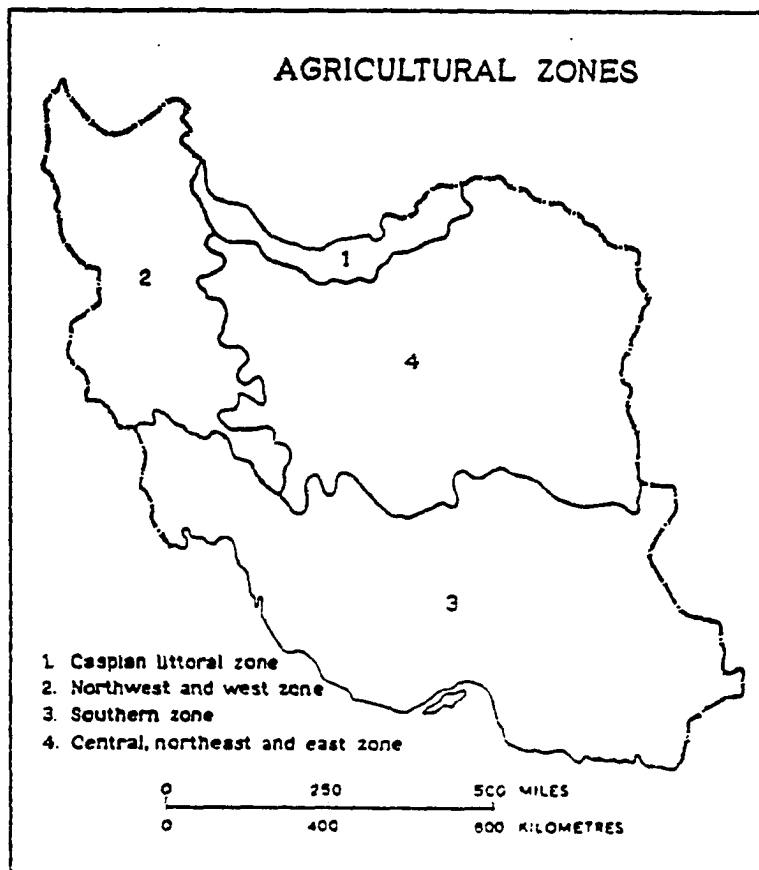 AGRICULTURAL ZONES
1
2
4
3
1. Caspian littoral zone
2. Northwest and west zone
3. Southern zone
4. Central, northeast and east zone
0 250 500 MILES
0 400 600 KILOMETRES